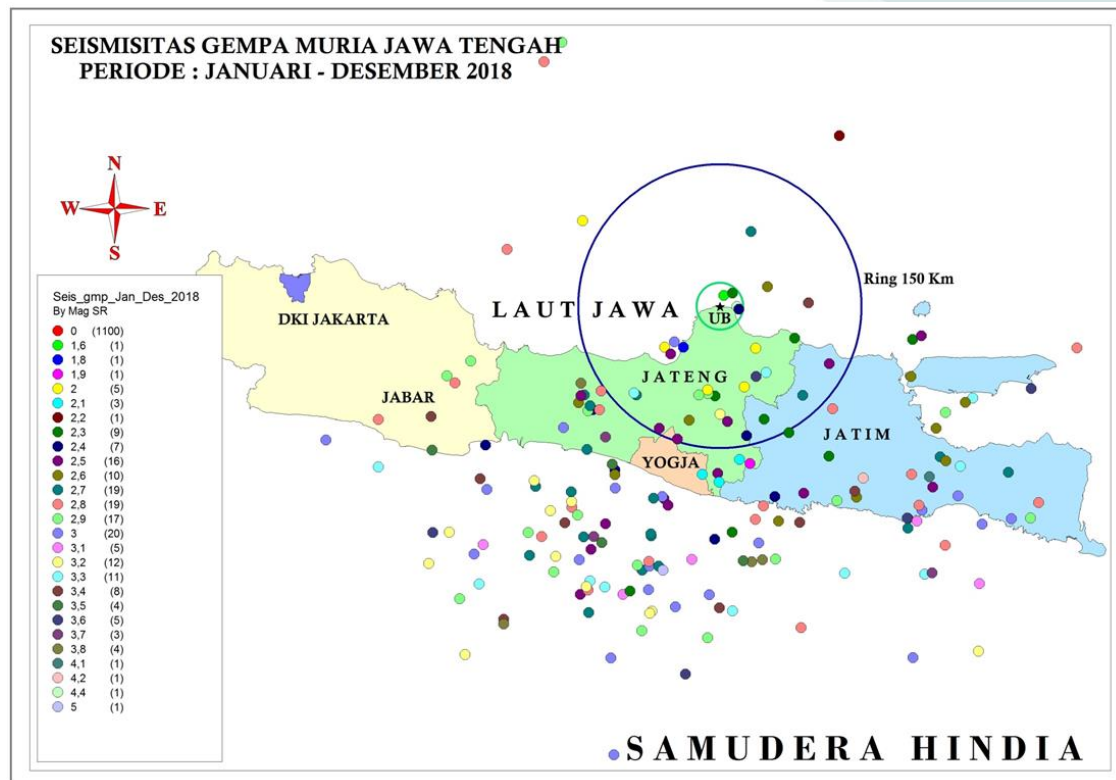 SEISMISITAS GEMPA MURIA JAWA TENGAH
PERIODE : JANUARI - DESEMBER 2018
N
W E
S
Ring 150 Km
DKI JAKARTA
LAUT JAWA
UB
JABAR
JATENG
JATIM
YOGJA
Seis_gmp_Jan_Des_2018
By Mag SR
0 (1100)
1,6 (1)
1,8 (1)
1,9 (1)
2 (5)
2,1 (3)
2,2 (1)
2,3 (9)
2,4 (7)
2,5 (16)
2,6 (10)
2,7 (19)
2,8 (19)
2,9 (17)
3 (20)
3,1 (5)
3,2 (12)
3,3 (11)
3,4 (8)
3,5 (4)
3,6 (5)
3,7 (3)
3,8 (4)
4,1 (1)
4,2 (1)
4,4 (1)
5 (1)
SAMUDERA HINDIA